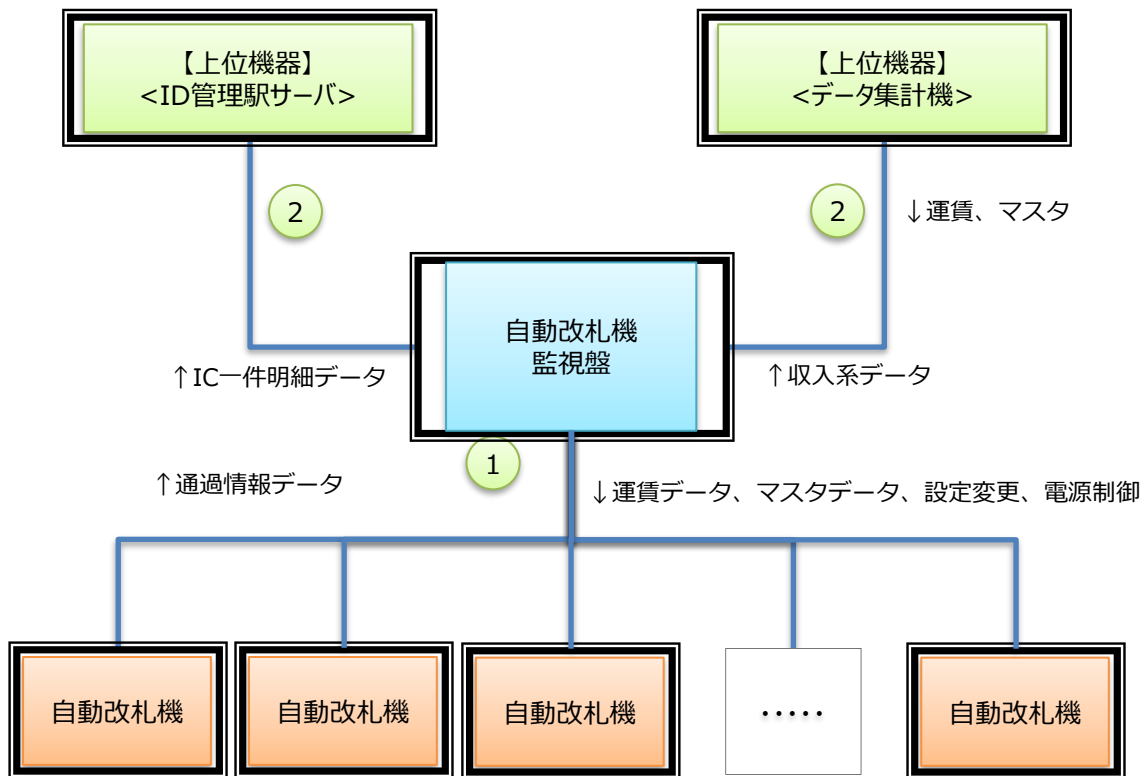 【上位機器】
<ID管理駅サーバ>
【上位機器】
<データ集計機>
2
2
↓運賃、マスタ
自動改札機
監視盤
↑IC一件明細データ
↑収入系データ
1
↑通過情報データ
↓運賃データ、マスタデータ、設定変更、電源制御
自動改札機
自動改札機
自動改札機
・・・・・
自動改札機